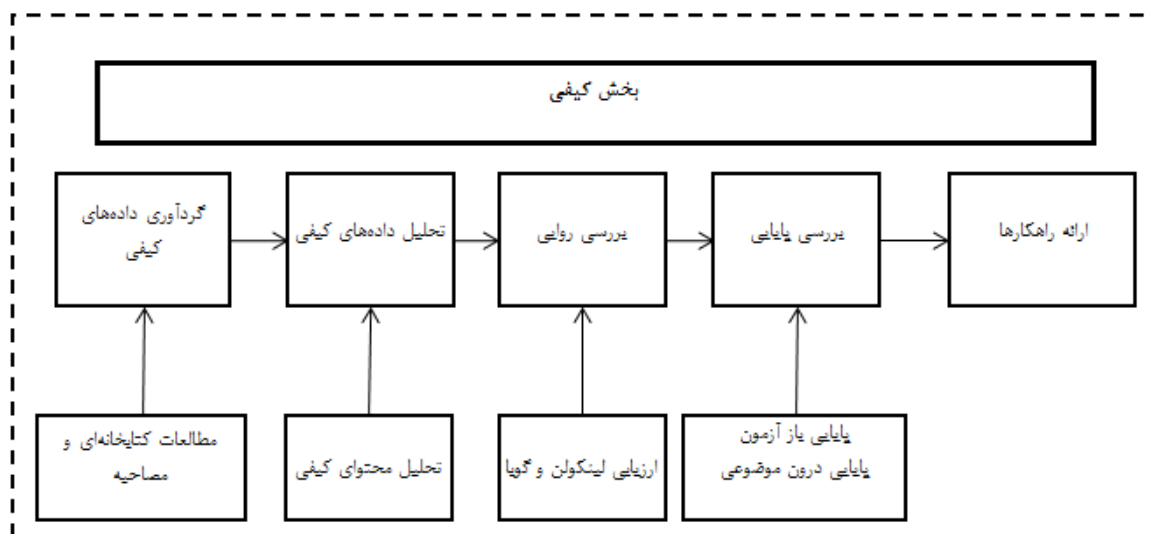 بخش کیفی
گردآوری داده‌های
کیفی
تحلیل داده‌های کیفی
بررسی روایی
بررسی پایایی
ارائه راهکارها
مطالعات کتابخانه‌ای و
مصاحبه
تحلیل محتوای کیفی
ارزیابی لینکولن و گوبا
پایایی باز آزمون
پایایی درون موضوعی